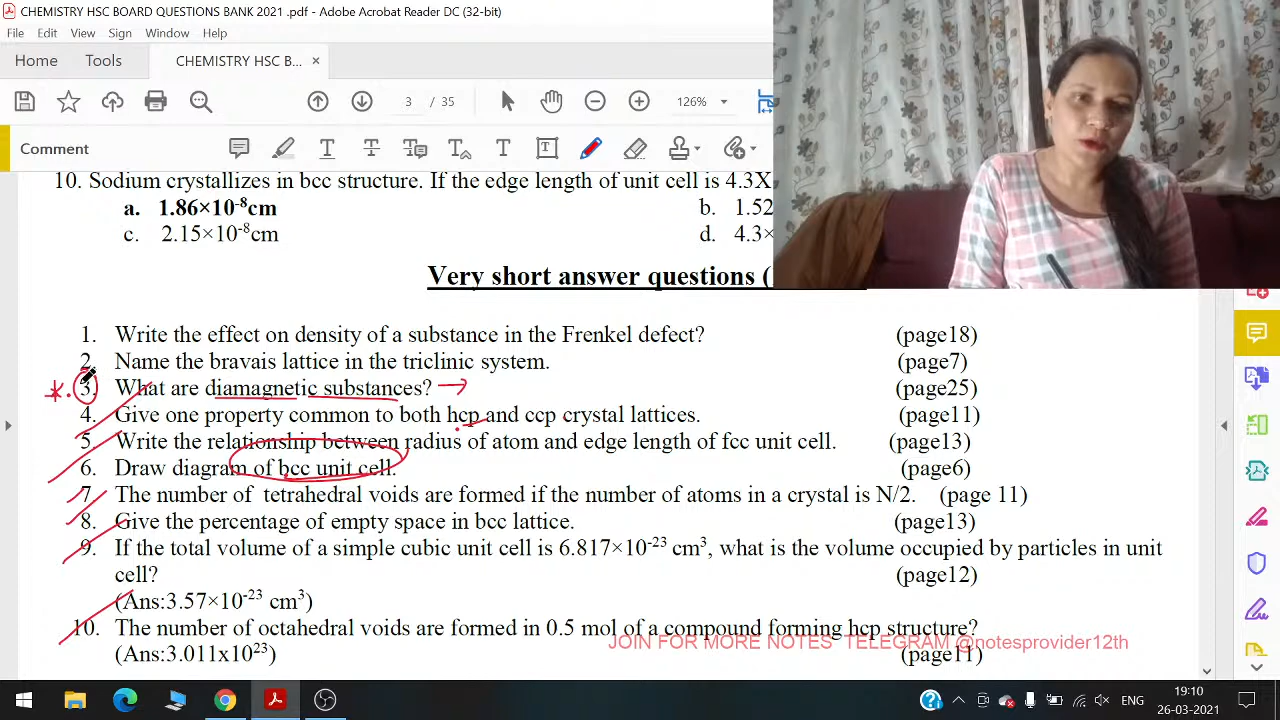 CHEMISTRY HSC BOARD QUESTIONS BANK 2021 .pdf - Adobe Acrobat Reader DC (32-bit)
File Edit View Sign Window Help
Home Tools CHEMISTRY HSC B... ×
3 / 35 126%
Comment
10. Sodium crystallizes in bcc structure. If the edge length of unit cell is 4.3X
a. 1.86×10⁻⁸cm b. 1.52
c. 2.15×10⁻⁸cm d. 4.3×
Very short answer questions (
1. Write the effect on density of a substance in the Frenkel defect? (page18)
2. Name the bravais lattice in the triclinic system. (page7)
3. What are diamagnetic substances? (page25)
4. Give one property common to both hcp and ccp crystal lattices. (page11)
5. Write the relationship between radius of atom and edge length of fcc unit cell. (page13)
6. Draw diagram of bcc unit cell. (page6)
7. The number of tetrahedral voids are formed if the number of atoms in a crystal is N/2. (page 11)
8. Give the percentage of empty space in bcc lattice. (page13)
9. If the total volume of a simple cubic unit cell is 6.817×10⁻²³ cm³, what is the volume occupied by particles in unit
cell? (page12)
(Ans:3.57×10⁻²³ cm³)
10. The number of octahedral voids are formed in 0.5 mol of a compound forming hcp structure?
JOIN FOR MORE NOTES TELEGRAM @notesprovider12th
(Ans:3.011x10²³) (page11)
ENG
19:10
26-03-2021